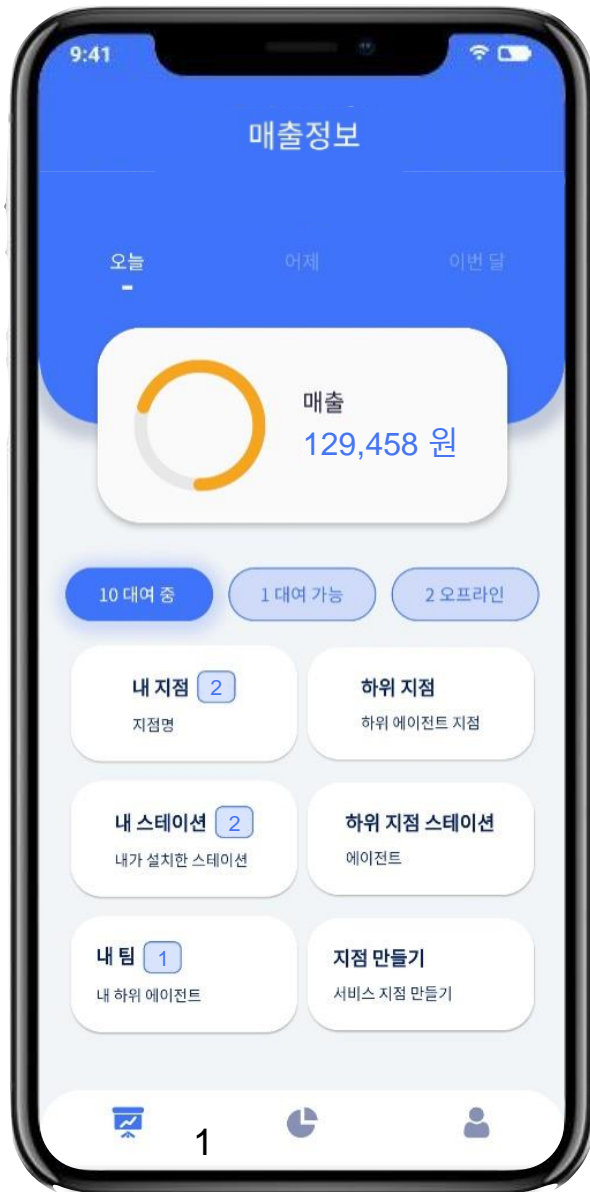 9:41
매출정보
오늘 어제 이번 달
매출
129,458 원
10 대여 중 1 대여 가능 2 오프라인
내 지점 2
지점명
하위 지점
하위 에이전트 지점
내 스테이션 2
내가 설치한 스테이션
하위 지점 스테이션
에이전트
내 팀 1
내 하위 에이전트
지점 만들기
서비스 지점 만들기
1